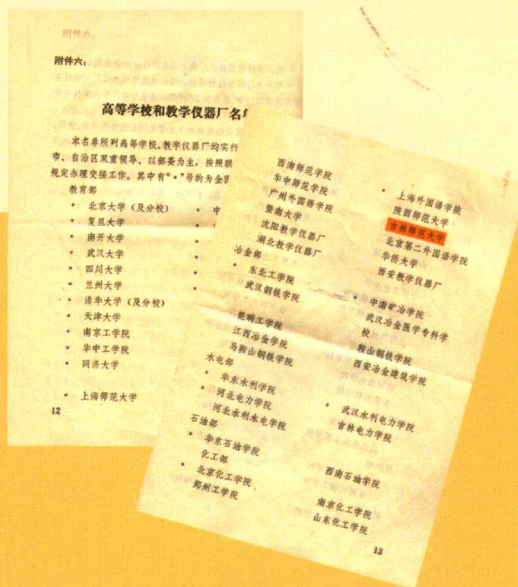 附件六:
高等学校和教学仪器厂名
本名单所列高等学校、教学仪器厂均实行
市、自治区双重领导、以部委为主,按照
规定办理交接工作。其中有“*”号的为全
教育部
* 北京大学(及分校)
* 复旦大学
* 南开大学
* 武汉大学
* 四川大学
* 兰州大学
* 清华大学(及分校)
* 天津大学
* 南京工学院
* 华中工学院
* 同济大学
* 上海师范大学
12
西南师范学院
华中师范学院
广州外国语学院
暨南大学
沈阳教学仪器厂
湖北教学仪器厂
* 上海外国语学院
陕西师范大学
吉林师范大学
北京第二外国语学院
华侨大学
西安教学仪器厂
冶金部
* 东北工学院
武汉钢铁学院
昆明工学院
江西冶金学院
马鞍山钢铁学院
* 中南矿冶学院
武汉冶金医学专科学
校
鞍山钢铁学院
西安冶金建筑学院
水电部
* 华东水利学院
* 河北电力学院
河北水利水电学院
* 武汉水利电力学院
吉林电力学院
石油部
* 华东石油学院
西南石油学院
化工部
* 北京化工学院
郑州工学院
南京化工学院
山东化工学院
13